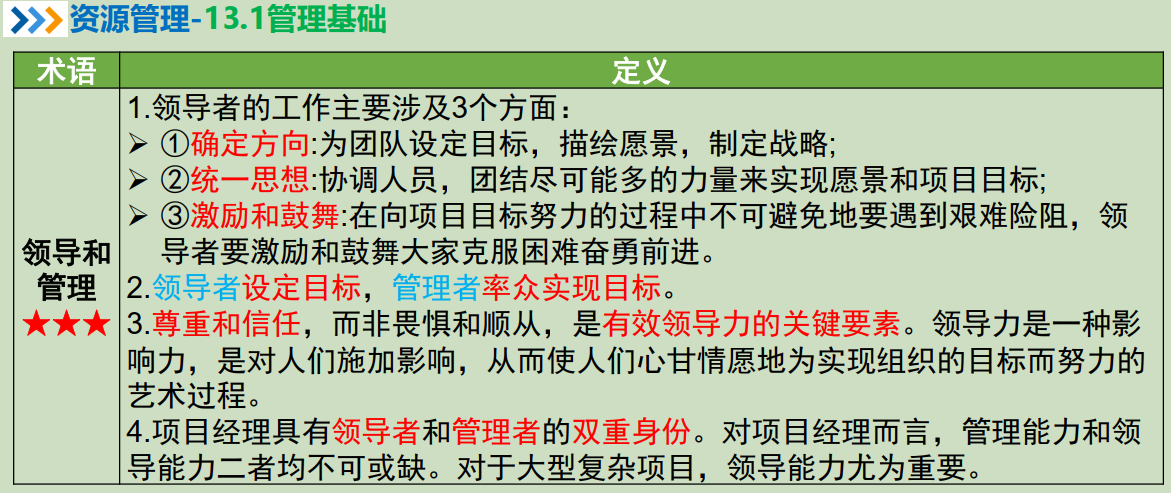 资源管理-13.1管理基础
术语
定义
领导和
管理
★★★
1.领导者的工作主要涉及3个方面：
➢ ①确定方向:为团队设定目标，描绘愿景，制定战略;
➢ ②统一思想:协调人员，团结尽可能多的力量来实现愿景和项目目标;
➢ ③激励和鼓舞:在向项目目标努力的过程中不可避免地要遇到艰难险阻，领
导者要激励和鼓舞大家克服困难奋勇前进。
2.领导者设定目标，管理者率众实现目标。
3.尊重和信任，而非畏惧和顺从，是有效领导力的关键要素。领导力是一种影
响力，是对人们施加影响，从而使人们心甘情愿地为实现组织的目标而努力的
艺术过程。
4.项目经理具有领导者和管理者的双重身份。对项目经理而言，管理能力和领
导能力二者均不可或缺。对于大型复杂项目，领导能力尤为重要。